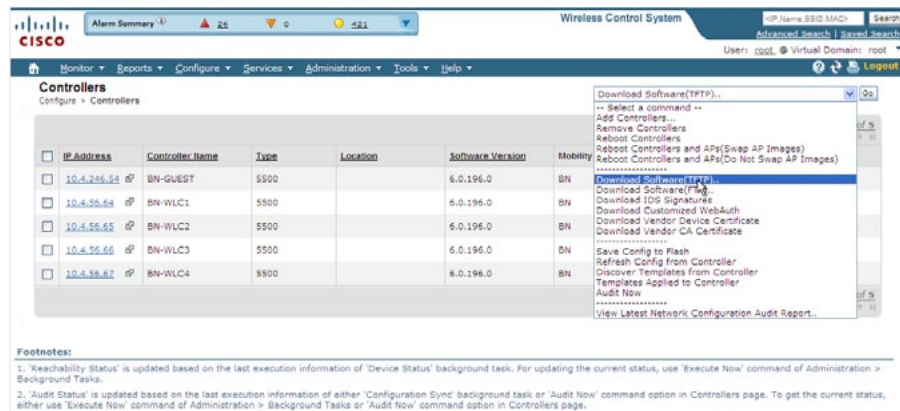 Alarm Summary 26 0 421
Wireless Control System
<IP,Name,SSID,MAC> Search
Advanced Search | Saved Search
CISCO
User: root @ Virtual Domain: root
Monitor Reports Configure Services Administration Tools Help Logout
Controllers
Configure > Controllers
Download Software(TFTP).. Go
-- Select a command --
Add Controllers...
Remove Controllers
Reboot Controllers
Reboot Controllers and APs(Swap AP Images)
Reboot Controllers and APs(Do Not Swap AP Images)
------------------
Download Software(TFTP)..
Download Software(FTP)..
Download IDS Signatures
Download Customized WebAuth
Download Vendor Device Certificate
Download Vendor CA Certificate
------------------
Save Config to Flash
Refresh Config from Controller
Discover Templates from Controller
Templates Applied to Controller
Audit Now
------------------
View Latest Network Configuration Audit Report..
of 5
IP Address Controller Name Type Location Software Version Mobility
10.4.246.54 BN-GUEST 5500 6.0.196.0 BN
10.4.56.64 BN-WLC1 5500 6.0.196.0 BN
10.4.56.65 BN-WLC2 5500 6.0.196.0 BN
10.4.56.66 BN-WLC3 5500 6.0.196.0 BN
10.4.56.67 BN-WLC4 5500 6.0.196.0 BN
of 5
Footnotes:
1. 'Reachability Status' is updated based on the last execution information of 'Device Status' background task. For updating the current status, use 'Execute Now' command of Administration >
Background Tasks.
2. 'Audit Status' is updated based on the last execution information of either 'Configuration Sync' background task or 'Audit Now' command option in Controllers page. To get the current status,
either use 'Execute Now' command of Administration > Background Tasks or 'Audit Now' command option in Controllers page.